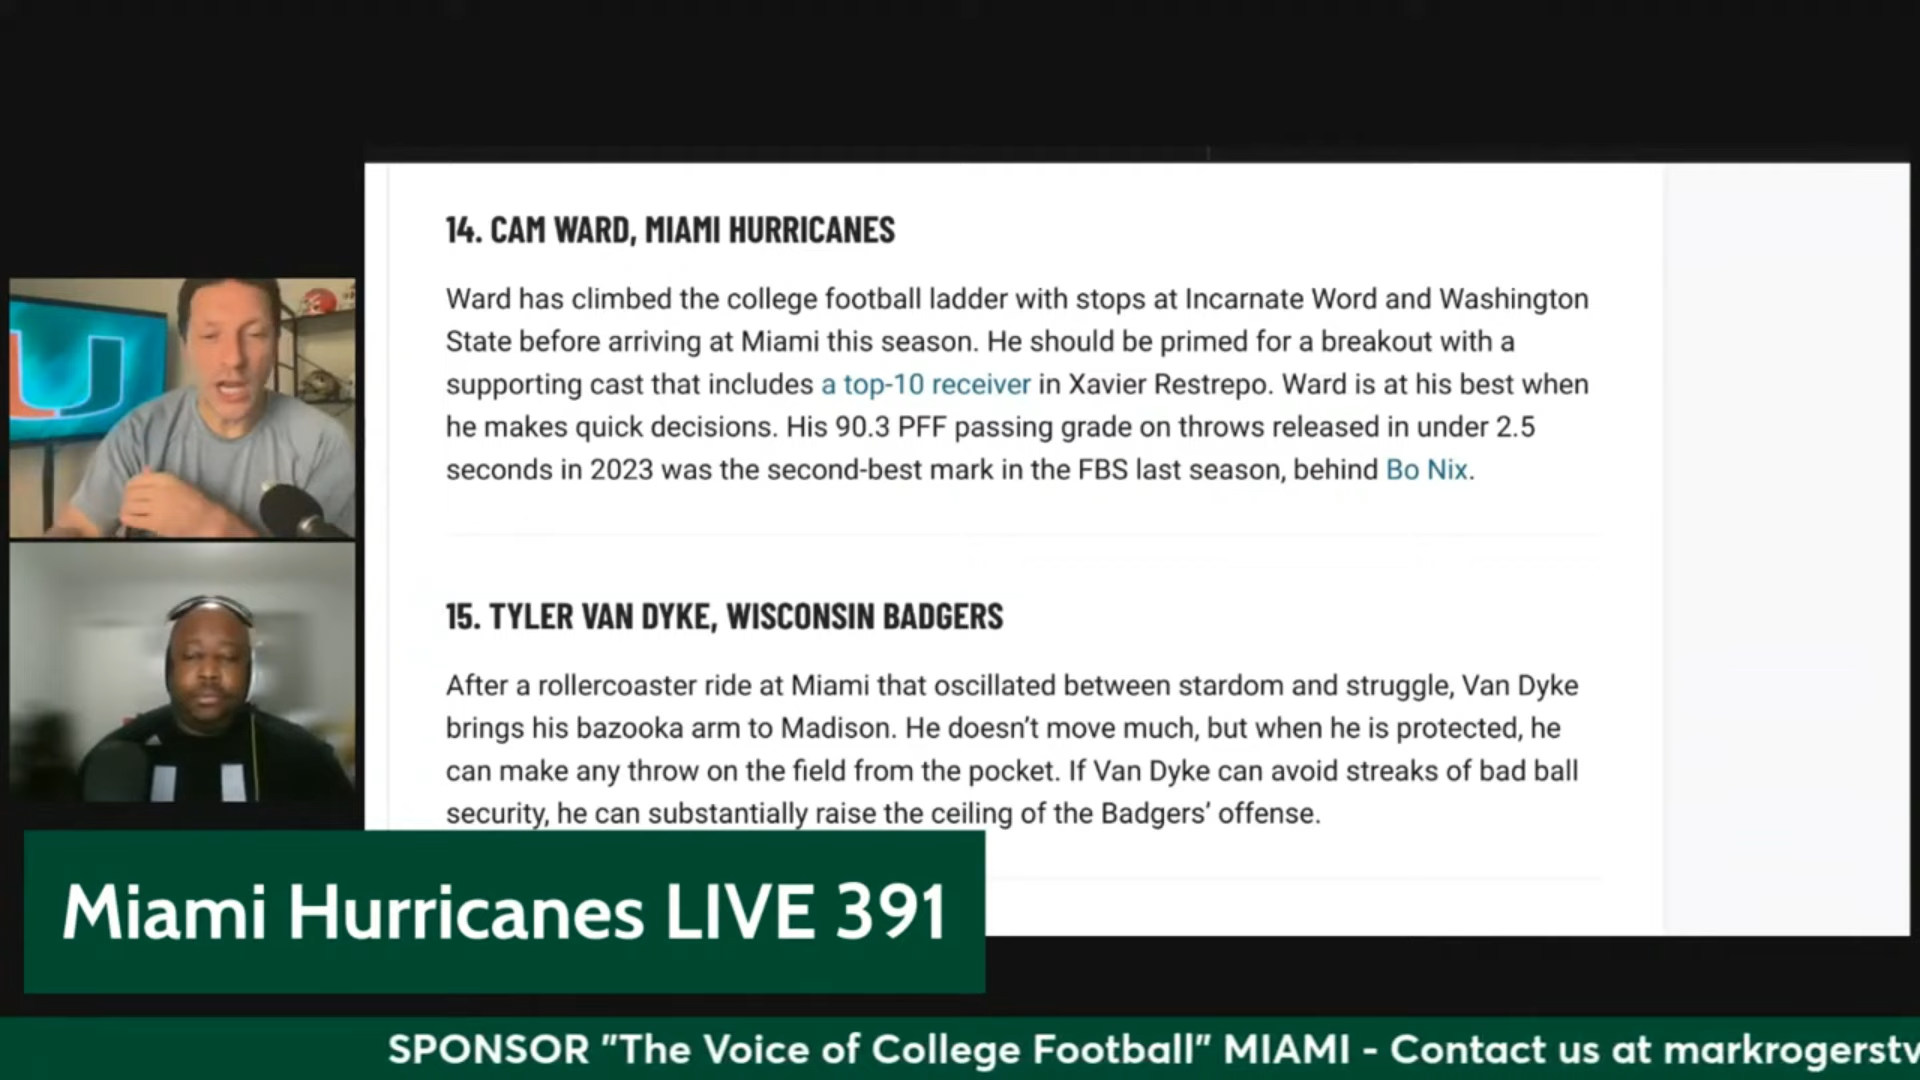 14. CAM WARD, MIAMI HURRICANES
Ward has climbed the college football ladder with stops at Incarnate Word and Washington
State before arriving at Miami this season. He should be primed for a breakout with a
supporting cast that includes a top-10 receiver in Xavier Restrepo. Ward is at his best when
he makes quick decisions. His 90.3 PFF passing grade on throws released in under 2.5
seconds in 2023 was the second-best mark in the FBS last season, behind Bo Nix.
15. TYLER VAN DYKE, WISCONSIN BADGERS
After a rollercoaster ride at Miami that oscillated between stardom and struggle, Van Dyke
brings his bazooka arm to Madison. He doesn’t move much, but when he is protected, he
can make any throw on the field from the pocket. If Van Dyke can avoid streaks of bad ball
security, he can substantially raise the ceiling of the Badgers’ offense.
U
Miami Hurricanes LIVE 391
SPONSOR "The Voice of College Football" MIAMI - Contact us at markrogerstv